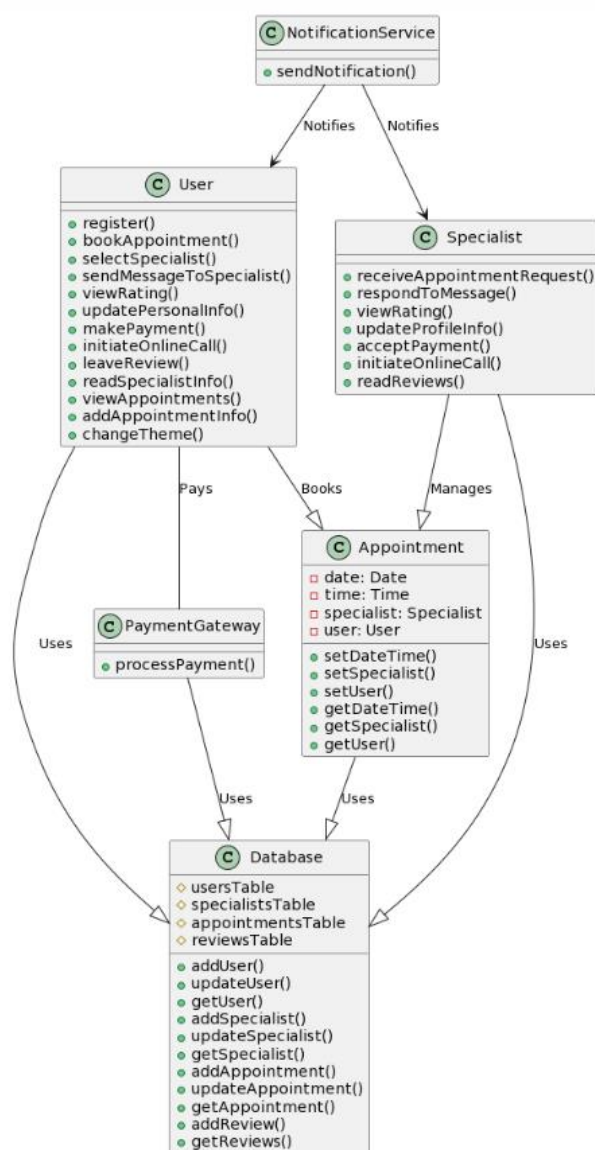 C NotificationService
sendNotification()
Notifies
Notifies
C User
register()
bookAppointment()
selectSpecialist()
sendMessageToSpecialist()
viewRating()
updatePersonalInfo()
makePayment()
initiateOnlineCall()
leaveReview()
readSpecialistInfo()
viewAppointments()
addAppointmentInfo()
changeTheme()
C Specialist
receiveAppointmentRequest()
respondToMessage()
viewRating()
updateProfileInfo()
acceptPayment()
initiateOnlineCall()
readReviews()
Pays
Books
Manages
C Appointment
date: Date
time: Time
specialist: Specialist
user: User
setDateTime()
setSpecialist()
setUser()
getDateTime()
getSpecialist()
getUser()
Uses
C PaymentGateway
processPayment()
Uses
Uses
Uses
C Database
usersTable
specialistsTable
appointmentsTable
reviewsTable
addUser()
updateUser()
getUser()
addSpecialist()
updateSpecialist()
getSpecialist()
addAppointment()
updateAppointment()
getAppointment()
addReview()
getReviews()